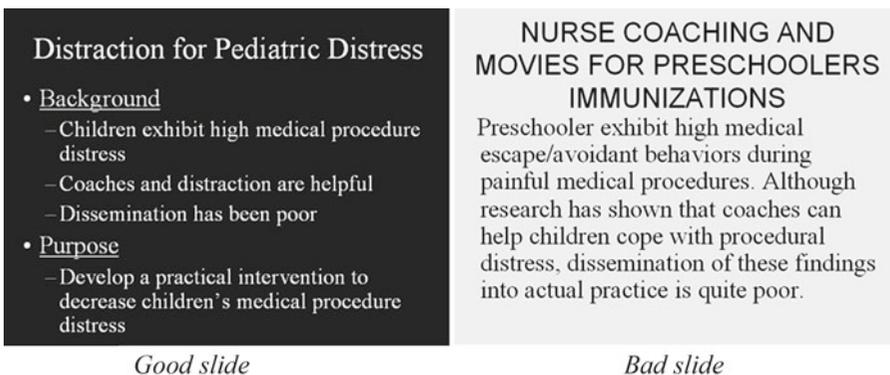 Distraction for Pediatric Distress
• Background
–Children exhibit high medical procedure
distress
–Coaches and distraction are helpful
–Dissemination has been poor
• Purpose
–Develop a practical intervention to
decrease children's medical procedure
distress
Good slide
NURSE COACHING AND
MOVIES FOR PRESCHOOLERS
IMMUNIZATIONS
Preschooler exhibit high medical
escape/avoidant behaviors during
painful medical procedures. Although
research has shown that coaches can
help children cope with procedural
distress, dissemination of these findings
into actual practice is quite poor.
Bad slide